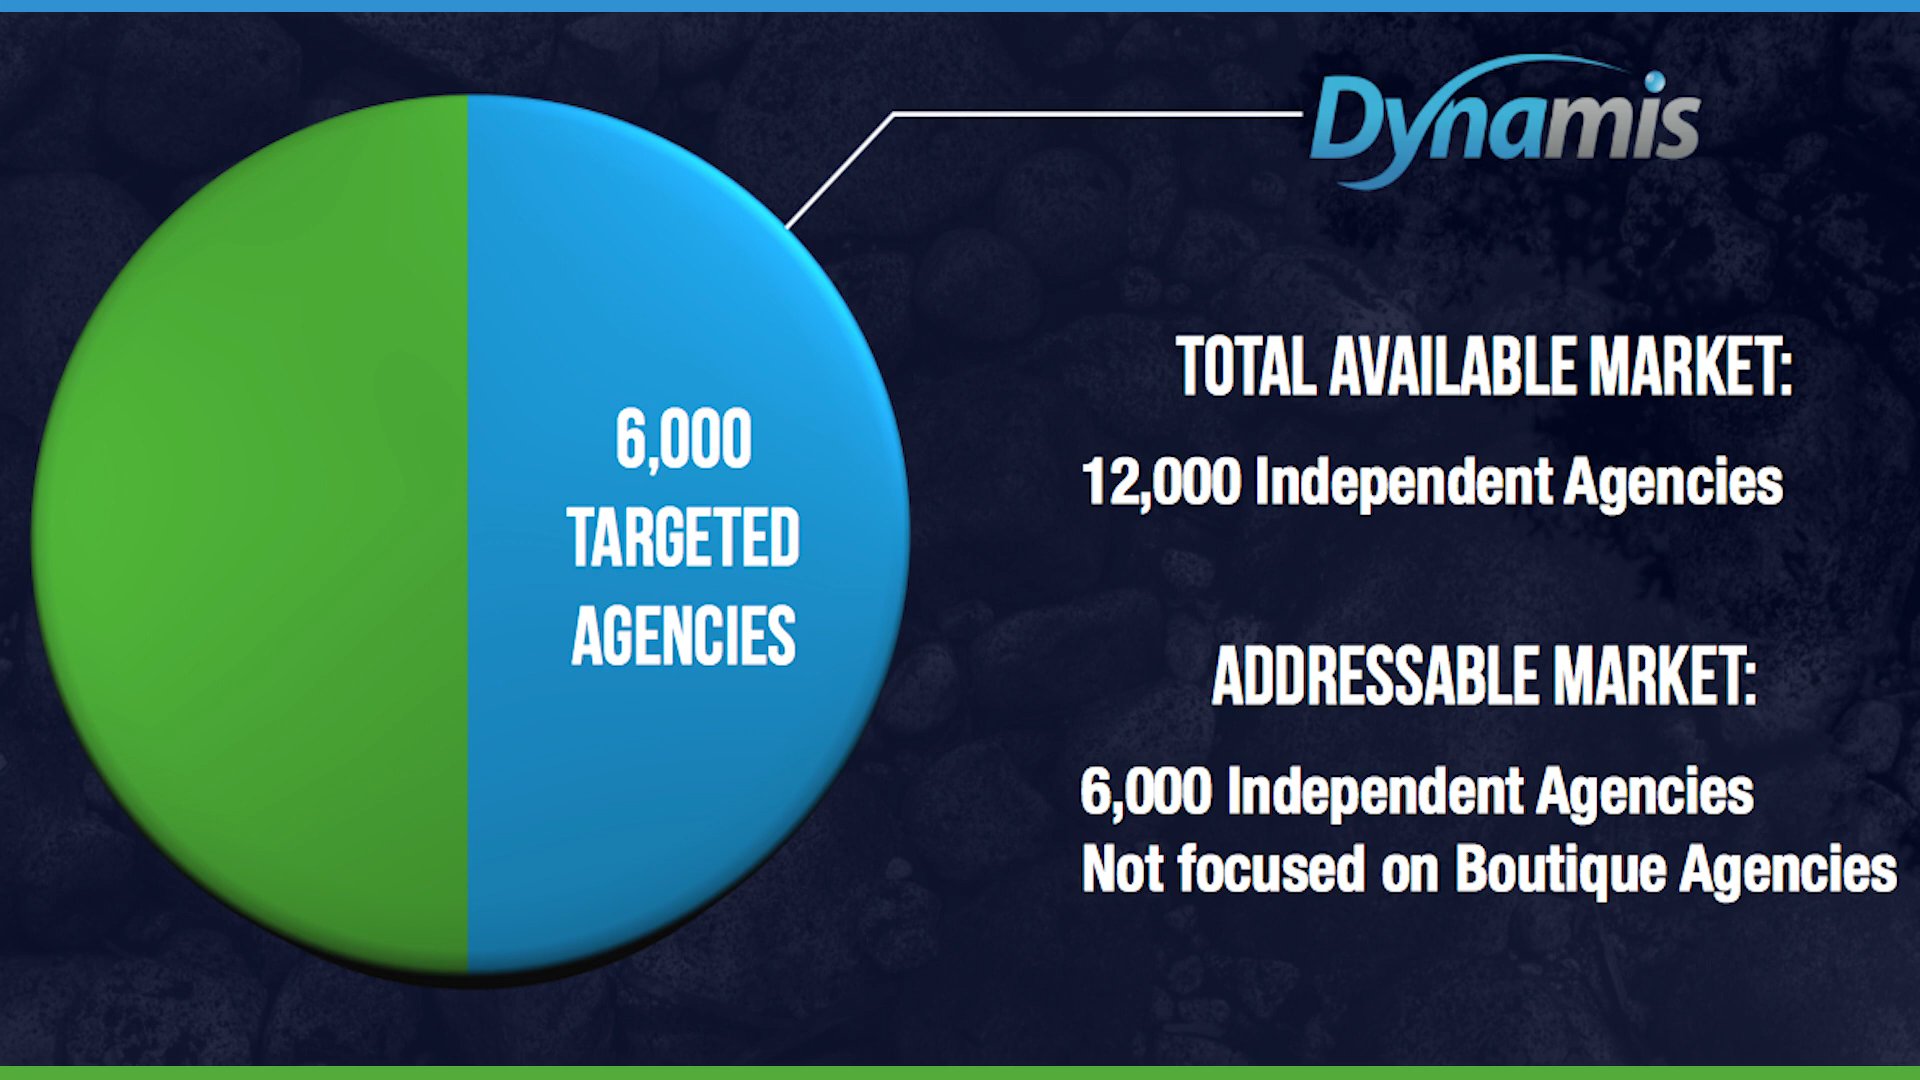 Dynamis
6,000
TARGETED
AGENCIES
TOTAL AVAILABLE MARKET:
12,000 Independent Agencies
ADDRESSABLE MARKET:
6,000 Independent Agencies
Not focused on Boutique Agencies